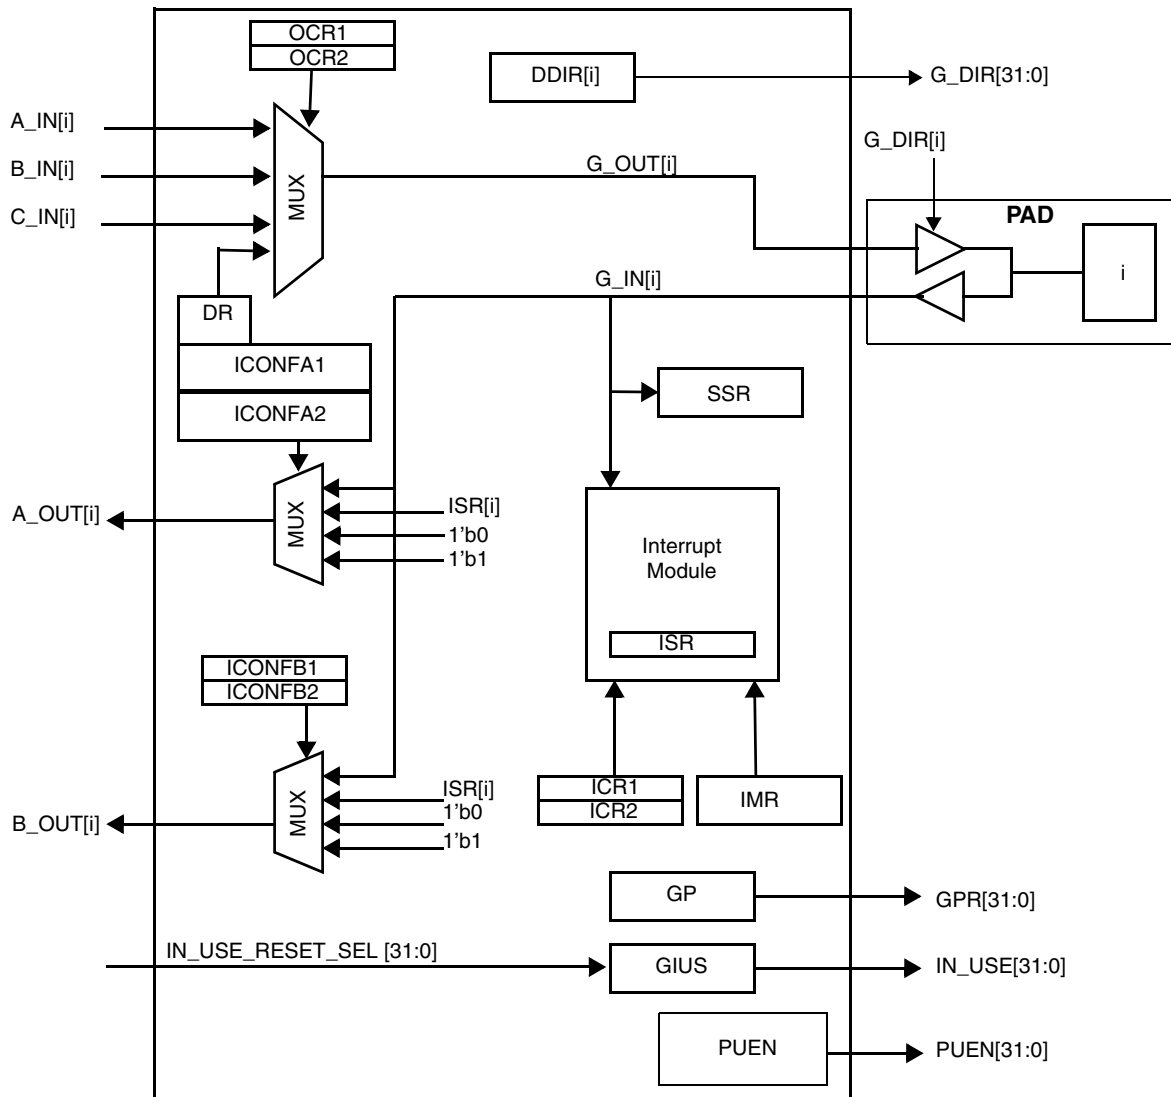 OCR1
OCR2
DDIR[i]
G_DIR[31:0]
A_IN[i]
B_IN[i]
C_IN[i]
MUX
G_OUT[i]
G_DIR[i]
PAD
i
G_IN[i]
DR
ICONFA1
ICONFA2
SSR
A_OUT[i]
MUX
ISR[i]
1'b0
1'b1
Interrupt
Module
ISR
ICONFB1
ICONFB2
B_OUT[i]
MUX
ISR[i]
1'b0
1'b1
ICR1
ICR2
IMR
GP
GPR[31:0]
IN_USE_RESET_SEL [31:0]
GIUS
IN_USE[31:0]
PUEN
PUEN[31:0]